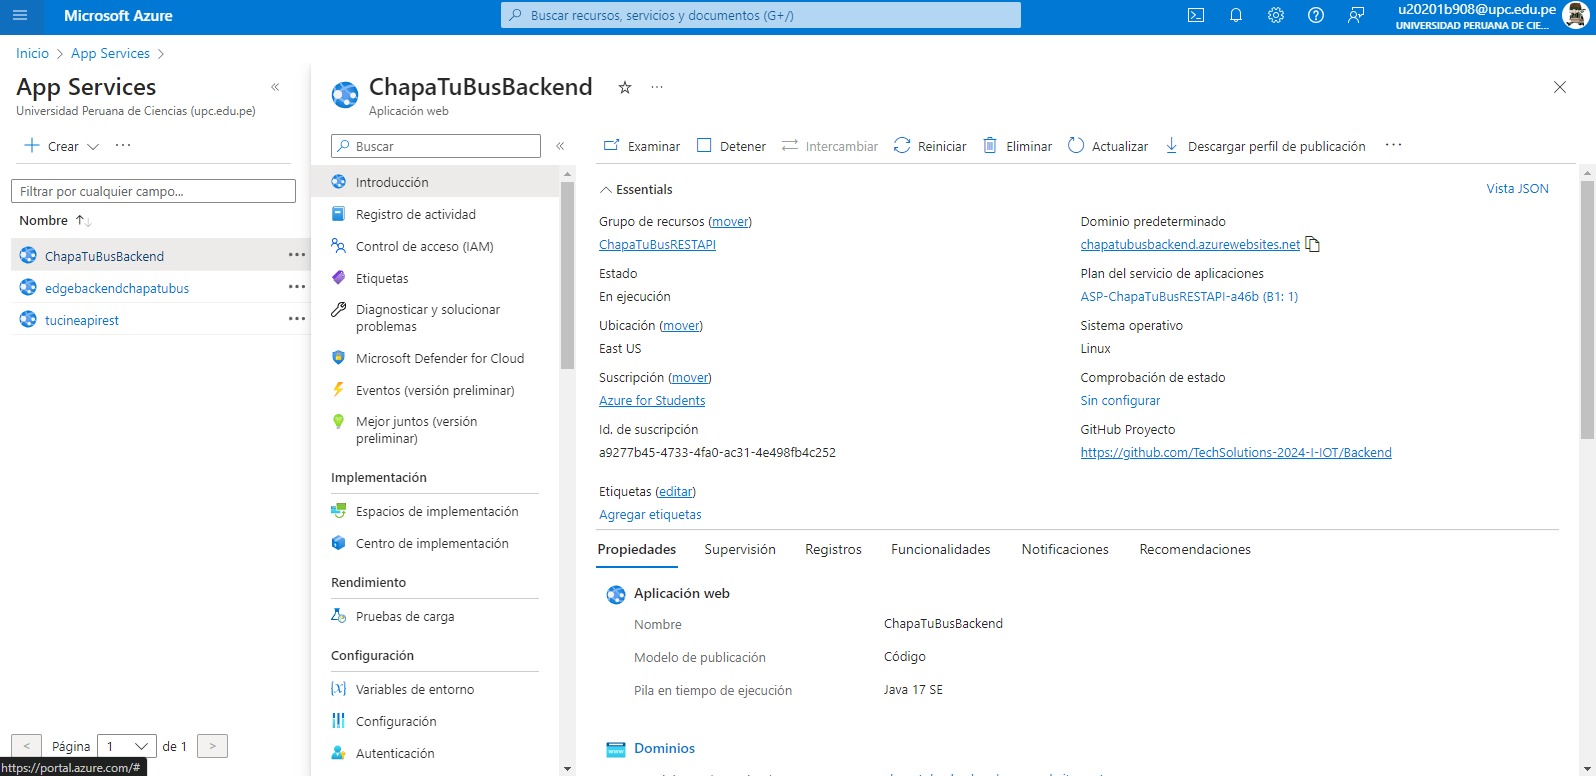 Microsoft Azure
Buscar recursos, servicios y documentos (G+/)
u20201b908@upc.edu.pe
UNIVERSIDAD PERUANA DE CIE...
Inicio > App Services >
App Services
Universidad Peruana de Ciencias (upc.edu.pe)
Crear
Filtrar por cualquier campo...
Nombre
ChapaTuBusBackend
edgebackendchapatubus
tucineapirest
< Página 1 de 1 >
https://portal.azure.com/#
ChapaTuBusBackend
Aplicación web
Buscar
Introducción
Registro de actividad
Control de acceso (IAM)
Etiquetas
Diagnosticar y solucionar
problemas
Microsoft Defender for Cloud
Eventos (versión preliminar)
Mejor juntos (versión
preliminar)
Implementación
Espacios de implementación
Centro de implementación
Rendimiento
Pruebas de carga
Configuración
Variables de entorno
Configuración
Autenticación
Examinar Detener Intercambiar Reiniciar Eliminar Actualizar Descargar perfil de publicación
Essentials
Vista JSON
Grupo de recursos (mover)
ChapaTuBusRESTAPI
Estado
En ejecución
Ubicación (mover)
East US
Suscripción (mover)
Azure for Students
Id. de suscripción
a9277b45-4733-4fa0-ac31-4e498fb4c252
Dominio predeterminado
chapatubusbackend.azurewebsites.net
Plan del servicio de aplicaciones
ASP-ChapaTuBusRESTAPI-a46b (B1: 1)
Sistema operativo
Linux
Comprobación de estado
Sin configurar
GitHub Proyecto
https://github.com/TechSolutions-2024-I-IOT/Backend
Etiquetas (editar)
Agregar etiquetas
Propiedades Supervisión Registros Funcionalidades Notificaciones Recomendaciones
Aplicación web
Nombre ChapaTuBusBackend
Modelo de publicación Código
Pila en tiempo de ejecución Java 17 SE
Dominios